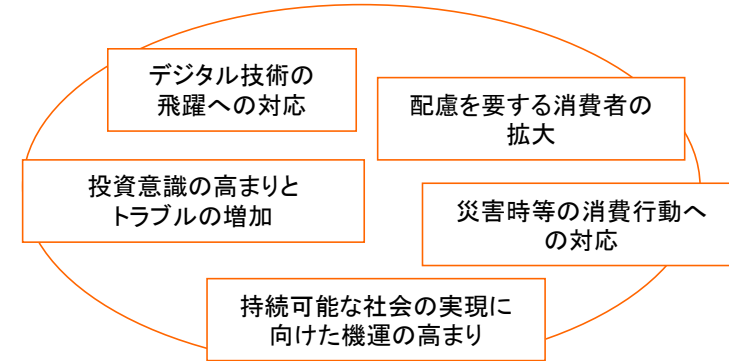 デジタル技術の
飛躍への対応
配慮を要する消費者の
拡大
投資意識の高まりと
トラブルの増加
災害時等の消費行動へ
の対応
持続可能な社会の実現に
向けた機運の高まり